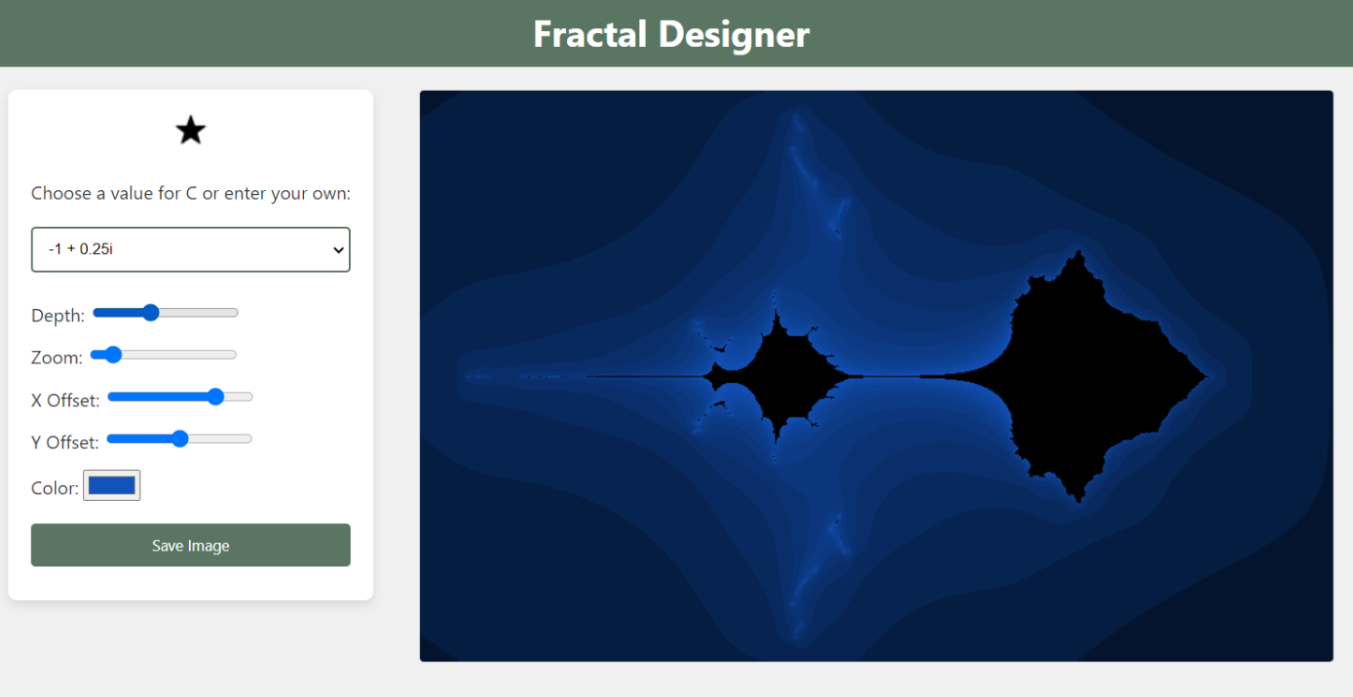 Fractal Designer
Choose a value for C or enter your own:
-1 + 0.25i
Depth:
Zoom:
X Offset:
Y Offset:
Color:
Save Image